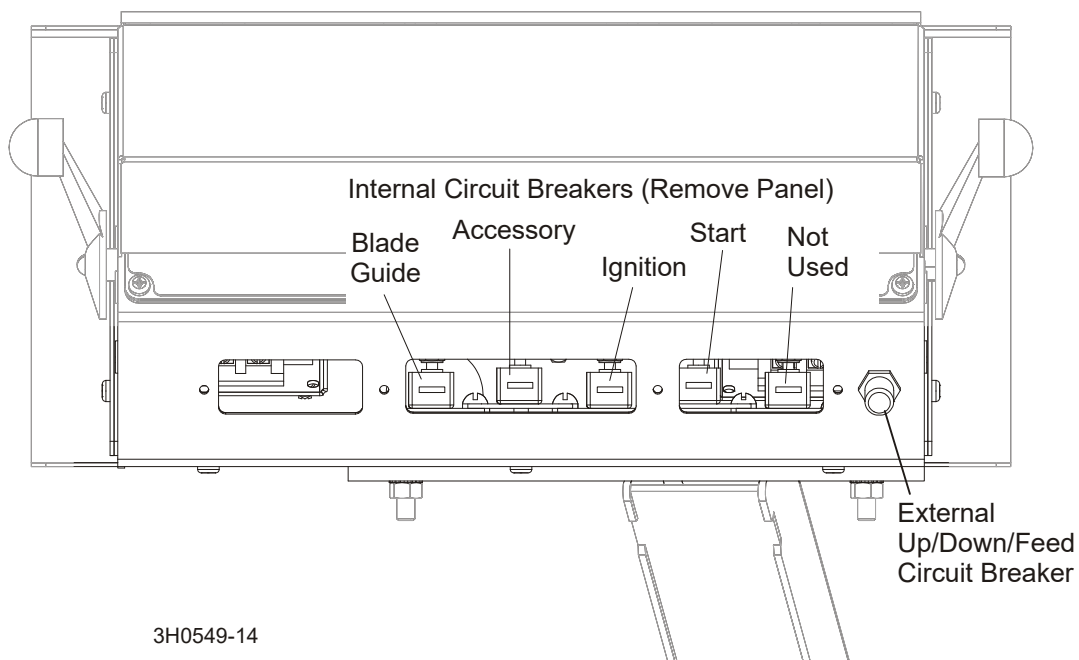 Internal Circuit Breakers (Remove Panel)
Blade
Guide
Accessory
Ignition
Start
Not
Used
External
Up/Down/Feed
Circuit Breaker
3H0549-14